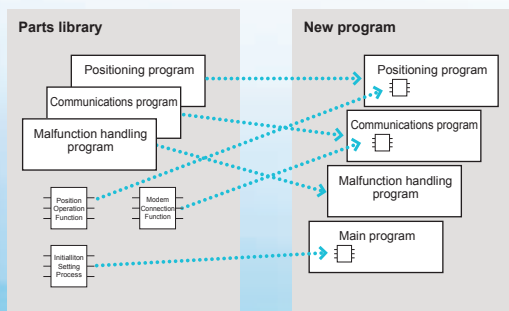 Parts library
Positioning program
Communications program
Malfunction handling
program
Position
Operation
Function
Modem
Connection
Function
Initialiiton
Setting
Process
New program
Positioning program
Communications program
Malfunction handling
program
Main program